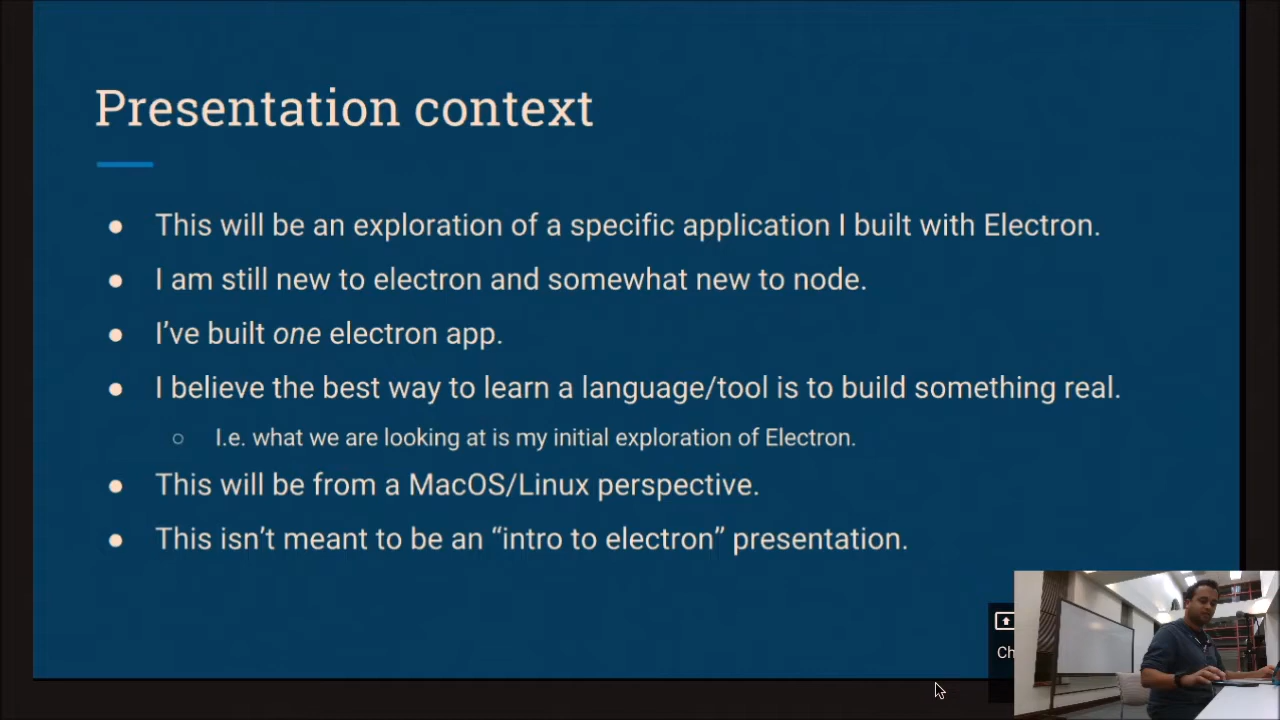 Presentation context
● This will be an exploration of a specific application I built with Electron.
● I am still new to electron and somewhat new to node.
● I’ve built one electron app.
● I believe the best way to learn a language/tool is to build something real.
○ I.e. what we are looking at is my initial exploration of Electron.
● This will be from a MacOS/Linux perspective.
● This isn’t meant to be an “intro to electron” presentation.
Ch